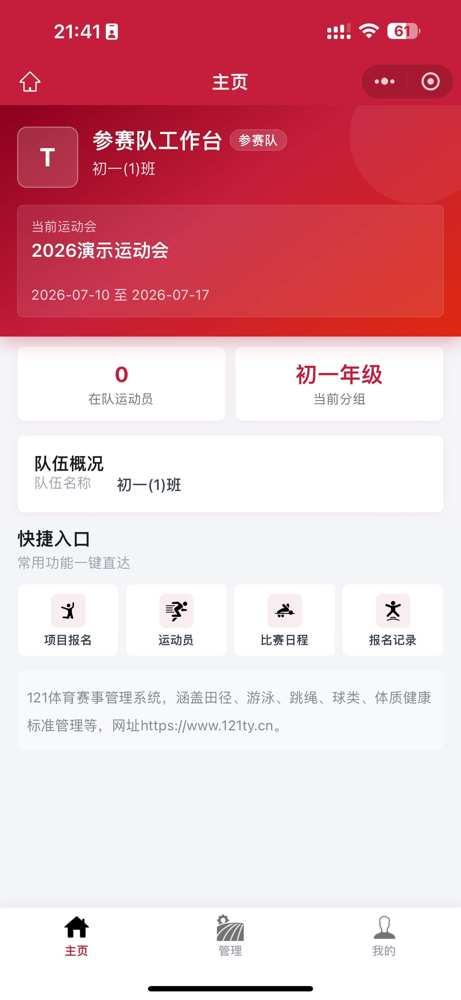 21:41
61
主页
T
参赛队工作台
参赛队
初一(1)班
当前运动会
2026演示运动会
2026-07-10 至 2026-07-17
0
在队运动员
初一年级
当前分组
队伍概况
队伍名称 初一(1)班
快捷入口
常用功能一键直达
项目报名
运动员
比赛日程
报名记录
121体育赛事管理系统，涵盖田径、游泳、跳绳、球类、体质健康
标准管理等，网址https://www.121ty.cn。
主页
管理
我的